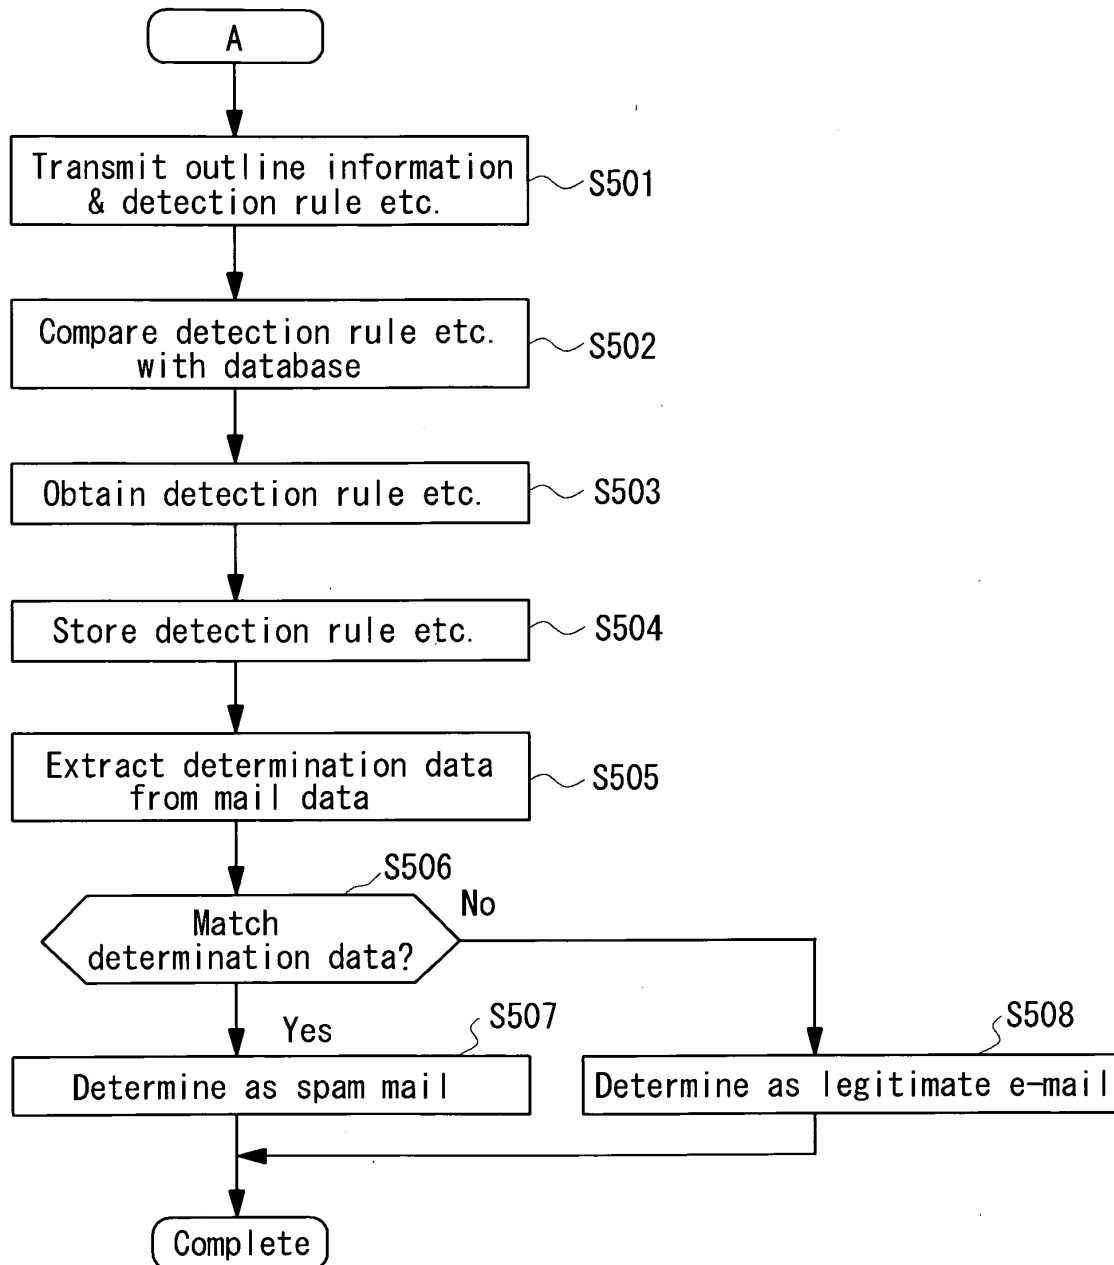 A
Transmit outline information
& detection rule etc.
S501
Compare detection rule etc.
with database
S502
Obtain detection rule etc.
S503
Store detection rule etc.
S504
Extract determination data
from mail data
S505
S506
Match
determination data?
No
Yes
S507
S508
Determine as spam mail
Determine as legitimate e-mail
Complete